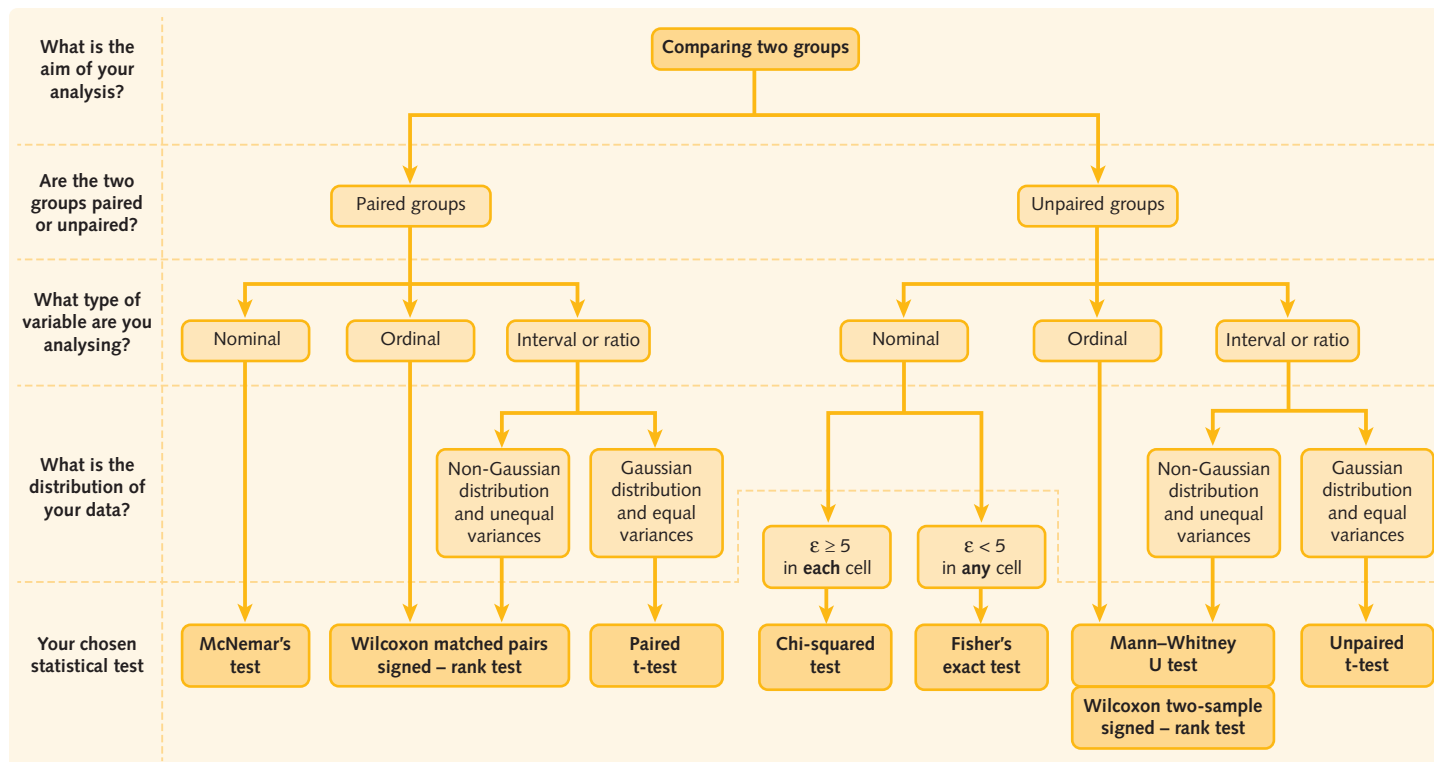 What is the
aim of your
analysis?
Comparing two groups
Are the two
groups paired
or unpaired?
Paired groups
Unpaired groups
What type of
variable are you
analysing?
Nominal
Ordinal
Interval or ratio
Nominal
Ordinal
Interval or ratio
What is the
distribution of
your data?
Non-Gaussian
distribution
and unequal
variances
Gaussian
distribution
and equal
variances
ε ≥ 5
in each cell
ε < 5
in any cell
Non-Gaussian
distribution
and unequal
variances
Gaussian
distribution
and equal
variances
Your chosen
statistical test
McNemar's
test
Wilcoxon matched pairs
signed – rank test
Paired
t-test
Chi-squared
test
Fisher's
exact test
Mann–Whitney
U test
Wilcoxon two-sample
signed – rank test
Unpaired
t-test